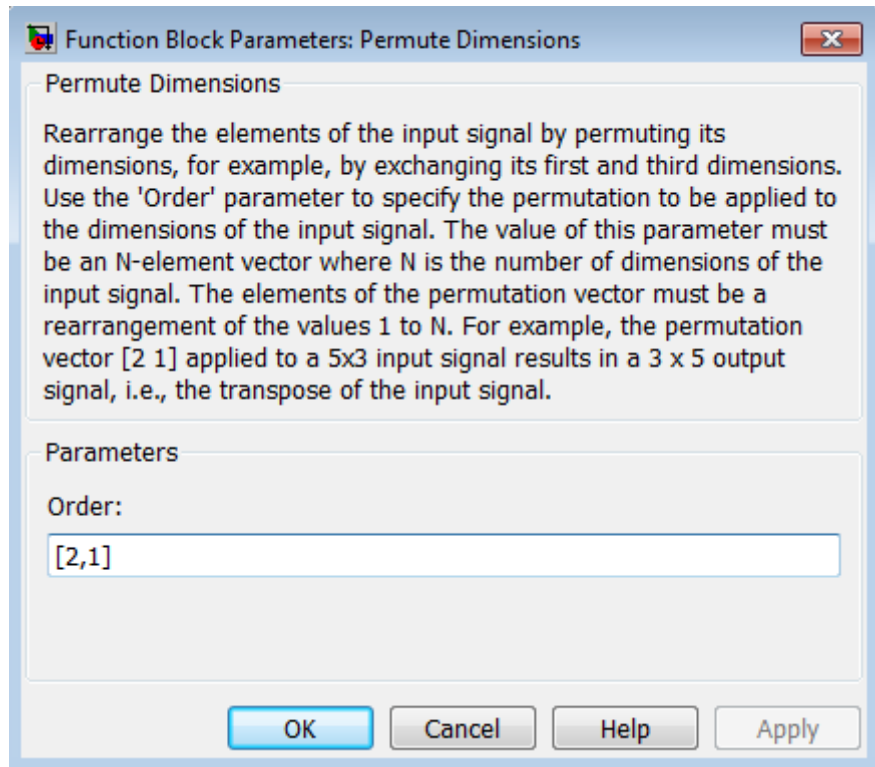 Function Block Parameters: Permute Dimensions
Permute Dimensions
Rearrange the elements of the input signal by permuting its
dimensions, for example, by exchanging its first and third dimensions.
Use the 'Order' parameter to specify the permutation to be applied to
the dimensions of the input signal. The value of this parameter must
be an N-element vector where N is the number of dimensions of the
input signal. The elements of the permutation vector must be a
rearrangement of the values 1 to N. For example, the permutation
vector [2 1] applied to a 5x3 input signal results in a 3 x 5 output
signal, i.e., the transpose of the input signal.
Parameters
Order:
[2,1]
OK Cancel Help Apply